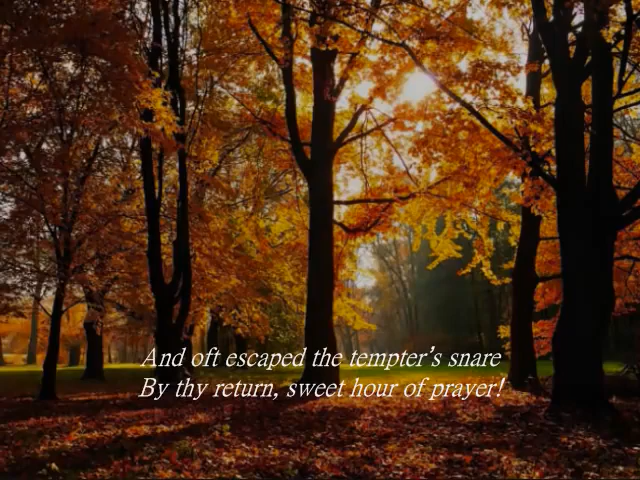 And oft escaped the tempter's snare
By thy return, sweet hour of prayer!